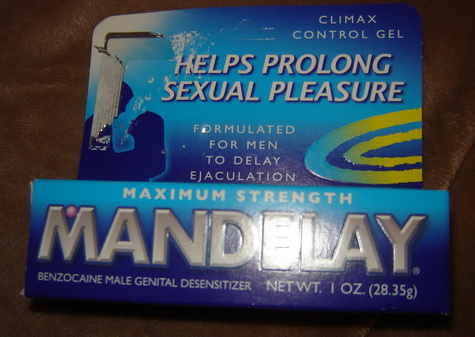 CLIMAX
CONTROL GEL
HELPS PROLONG
SEXUAL PLEASURE
FORMULATED
FOR MEN
TO DELAY
EJACULATION
MAXIMUM STRENGTH
MANDELAY®
BENZOCAINE MALE GENITAL DESENSITIZER NET WT. 1 OZ. (28.35g)